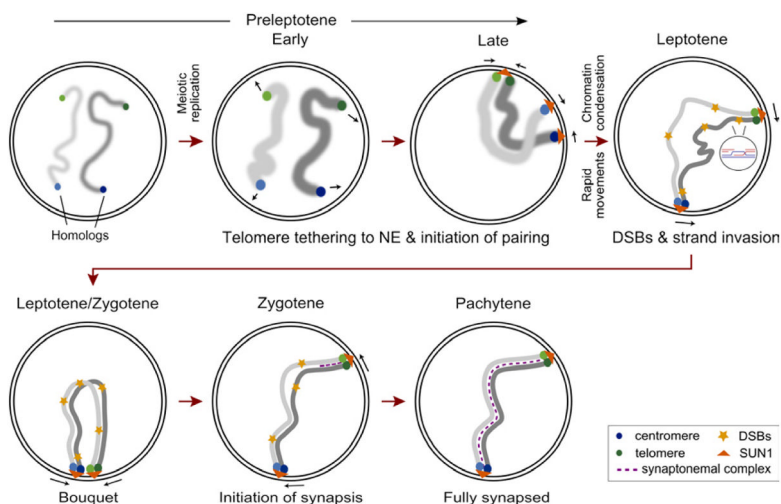 Preleptotene
Early
Late
Leptotene
Meiotic
replication
Chromatin
condensation
Rapid
movements
Homologs
Telomere tethering to NE & initiation of pairing
DSBs & strand invasion
Leptotene/Zygotene
Zygotene
Pachytene
Bouquet
Initiation of synapsis
Fully synapsed
centromere
DSBs
telomere
SUN1
synaptonemal complex